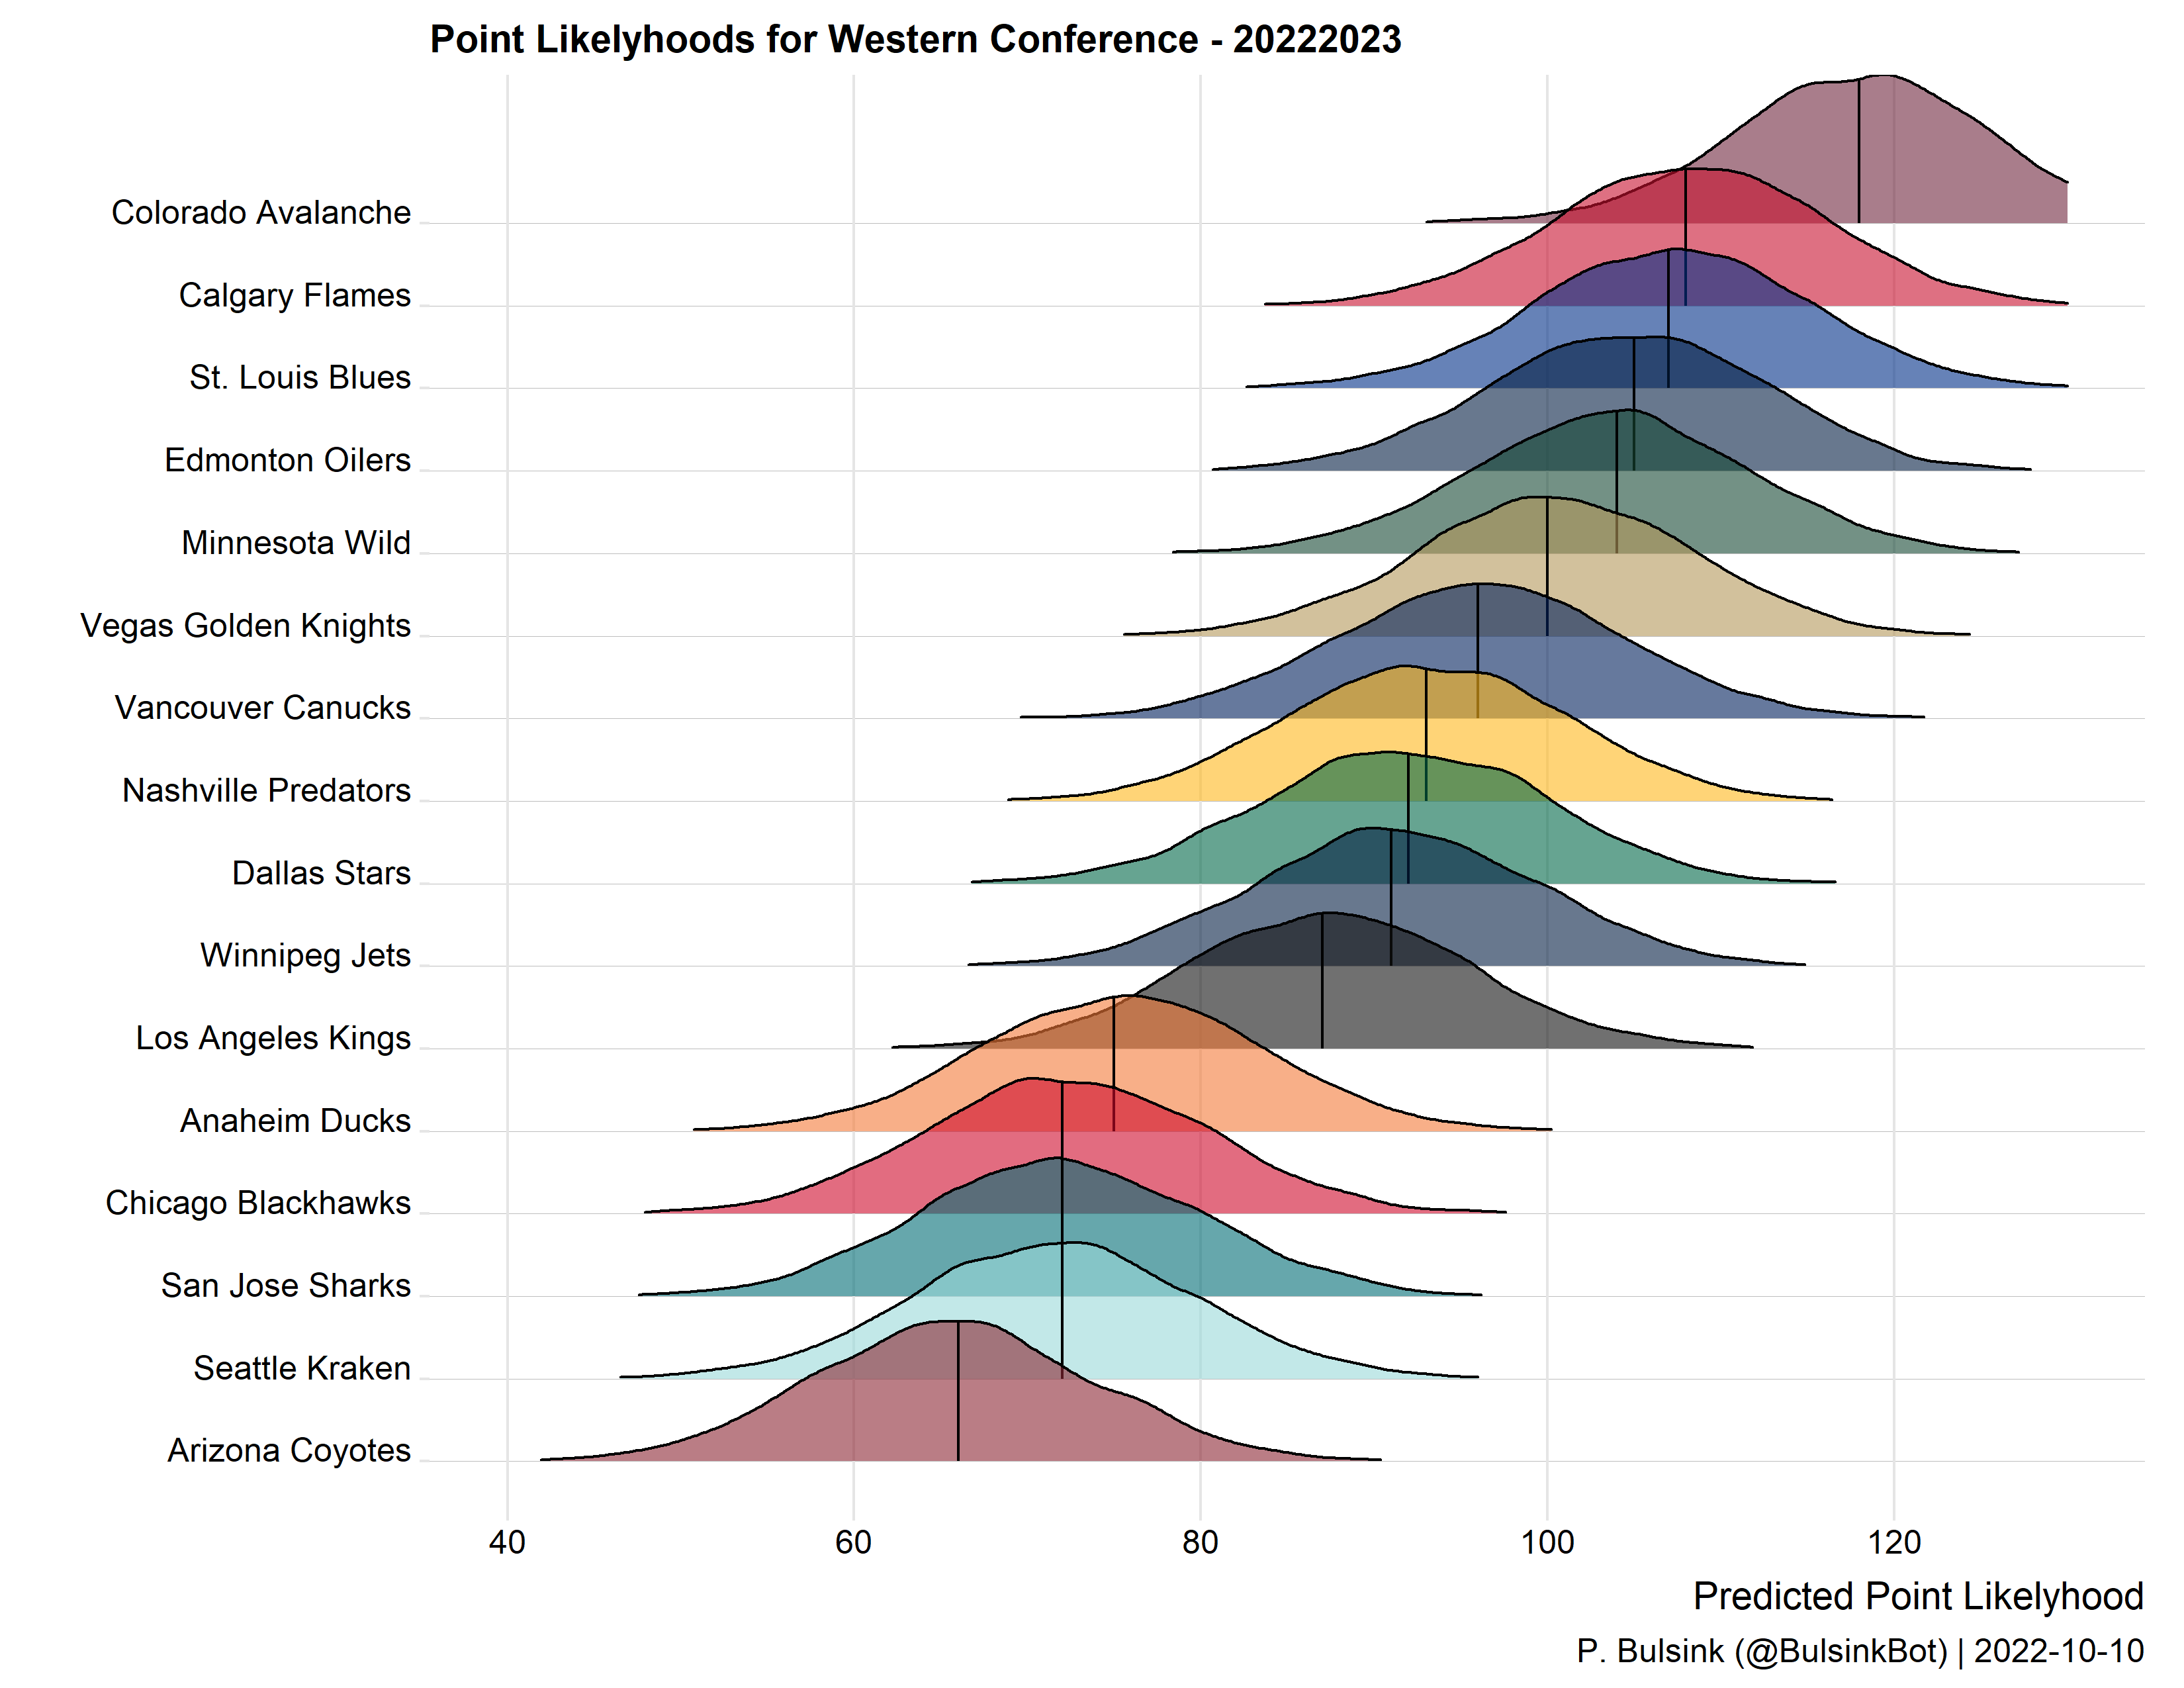 Point Likelyhoods for Western Conference - 20222023
Colorado Avalanche
Calgary Flames
St. Louis Blues
Edmonton Oilers
Minnesota Wild
Vegas Golden Knights
Vancouver Canucks
Nashville Predators
Dallas Stars
Winnipeg Jets
Los Angeles Kings
Anaheim Ducks
Chicago Blackhawks
San Jose Sharks
Seattle Kraken
Arizona Coyotes
40 60 80 100 120
Predicted Point Likelyhood
P. Bulsink (@BulsinkBot) | 2022-10-10